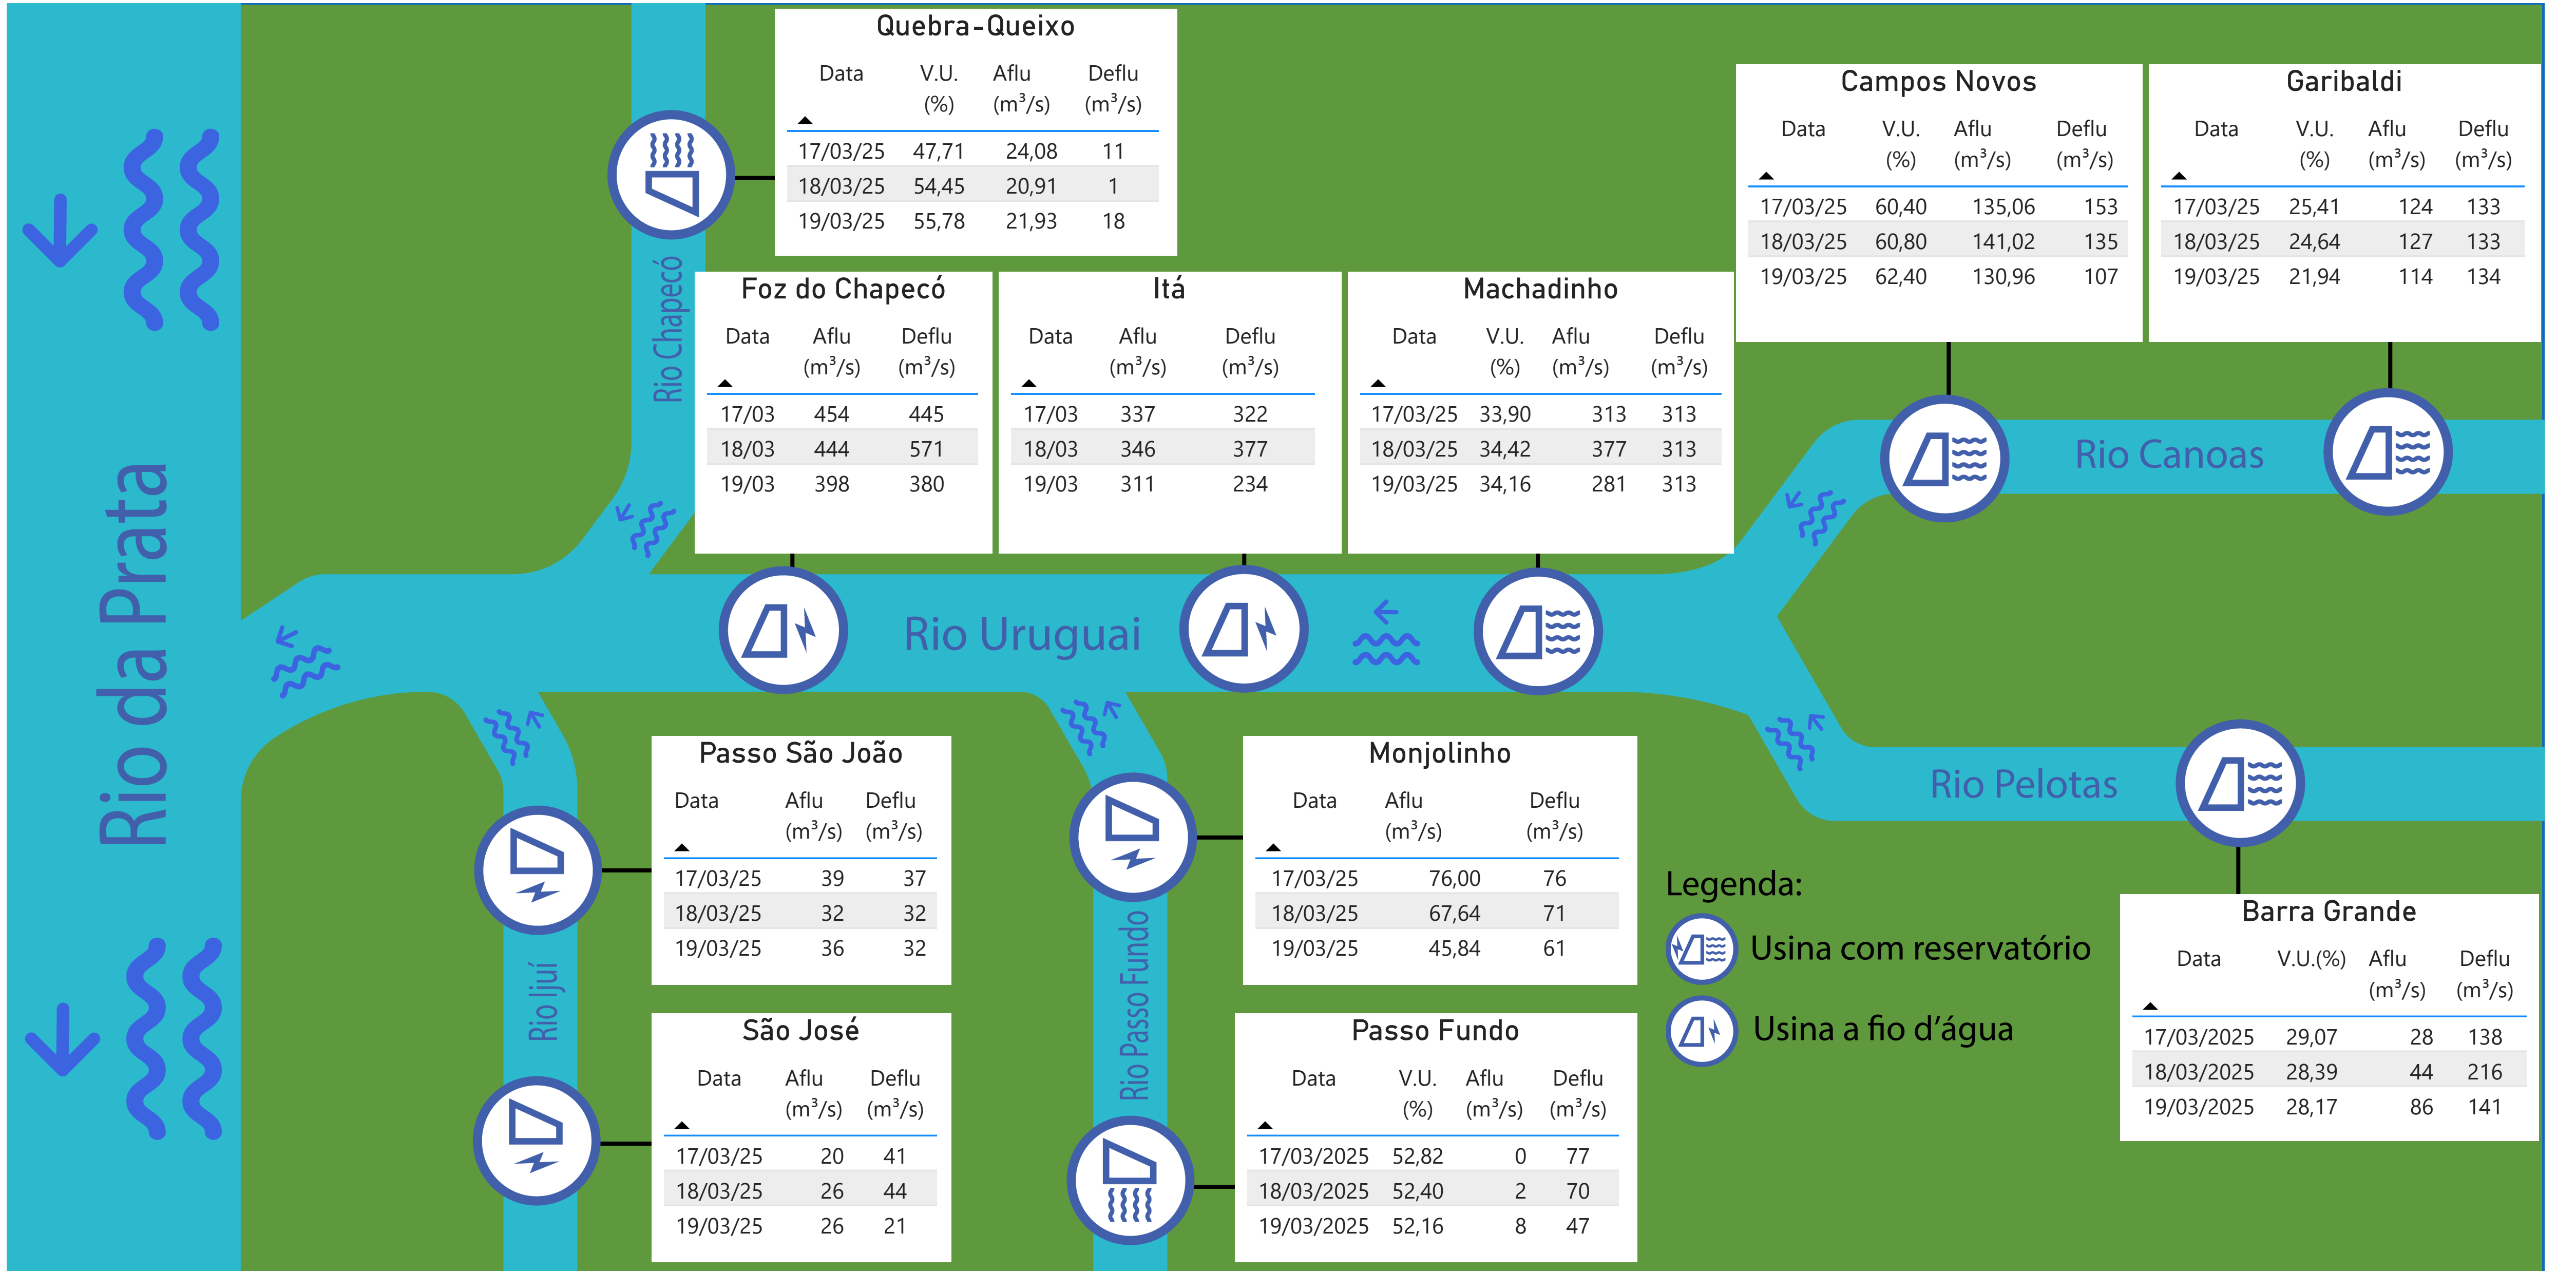 Quebra-Queixo
Data V.U. (%) Aflu (m³/s) Deflu (m³/s)
17/03/25 47,71 24,08 11
18/03/25 54,45 20,91 1
19/03/25 55,78 21,93 18
Campos Novos
Data V.U. (%) Aflu (m³/s) Deflu (m³/s)
17/03/25 60,40 135,06 153
18/03/25 60,80 141,02 135
19/03/25 62,40 130,96 107
Garibaldi
Data V.U. (%) Aflu (m³/s) Deflu (m³/s)
17/03/25 25,41 124 133
18/03/25 24,64 127 133
19/03/25 21,94 114 134
Rio Chapecó
Foz do Chapecó
Data Aflu (m³/s) Deflu (m³/s)
17/03 454 445
18/03 444 571
19/03 398 380
Itá
Data Aflu (m³/s) Deflu (m³/s)
17/03 337 322
18/03 346 377
19/03 311 234
Machadinho
Data V.U. (%) Aflu (m³/s) Deflu (m³/s)
17/03/25 33,90 313 313
18/03/25 34,42 377 313
19/03/25 34,16 281 313
Rio Canoas
Rio da Prata
Rio Uruguai
Rio Pelotas
Passo São João
Data Aflu (m³/s) Deflu (m³/s)
17/03/25 39 37
18/03/25 32 32
19/03/25 36 32
Monjolinho
Data Aflu (m³/s) Deflu (m³/s)
17/03/25 76,00 76
18/03/25 67,64 71
19/03/25 45,84 61
Rio Ijuí
Rio Passo Fundo
Legenda:
Usina com reservatório
Usina a fio d’água
Barra Grande
Data V.U.(%) Aflu (m³/s) Deflu (m³/s)
17/03/2025 29,07 28 138
18/03/2025 28,39 44 216
19/03/2025 28,17 86 141
São José
Data Aflu (m³/s) Deflu (m³/s)
17/03/25 20 41
18/03/25 26 44
19/03/25 26 21
Passo Fundo
Data V.U. (%) Aflu (m³/s) Deflu (m³/s)
17/03/2025 52,82 0 77
18/03/2025 52,40 2 70
19/03/2025 52,16 8 47